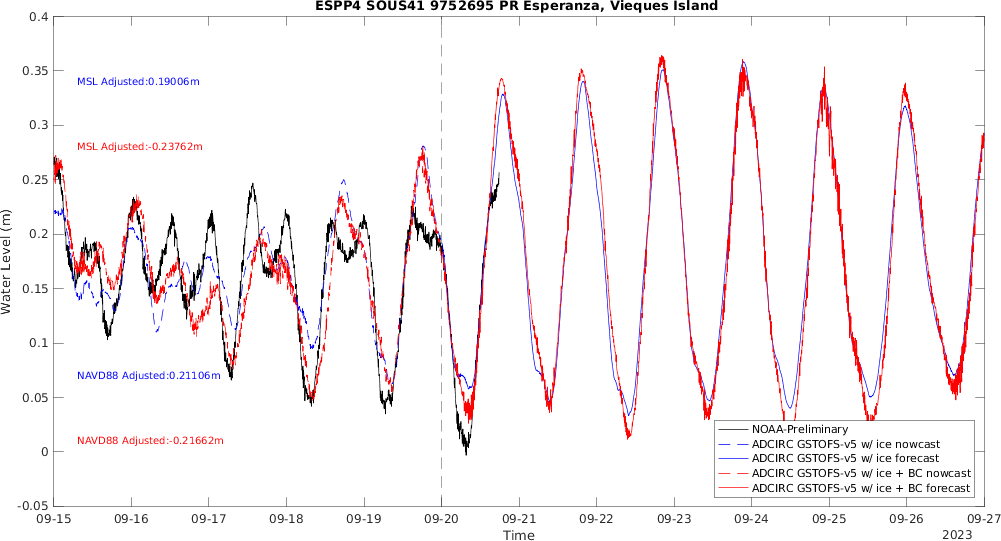 ESPP4 SOUS41 9752695 PR Esperanza, Vieques Island
0.4
0.35
0.3
0.25
0.2
0.15
0.1
0.05
0
-0.05
Water Level (m)
MSL Adjusted:0.19006m
MSL Adjusted:-0.23762m
NAVD88 Adjusted:0.21106m
NAVD88 Adjusted:-0.21662m
NOAA-Preliminary
ADCIRC GSTOFS-v5 w/ ice nowcast
ADCIRC GSTOFS-v5 w/ ice forecast
ADCIRC GSTOFS-v5 w/ ice + BC nowcast
ADCIRC GSTOFS-v5 w/ ice + BC forecast
09-15 09-16 09-17 09-18 09-19 09-20 09-21 09-22 09-23 09-24 09-25 09-26 09-27
Time
2023